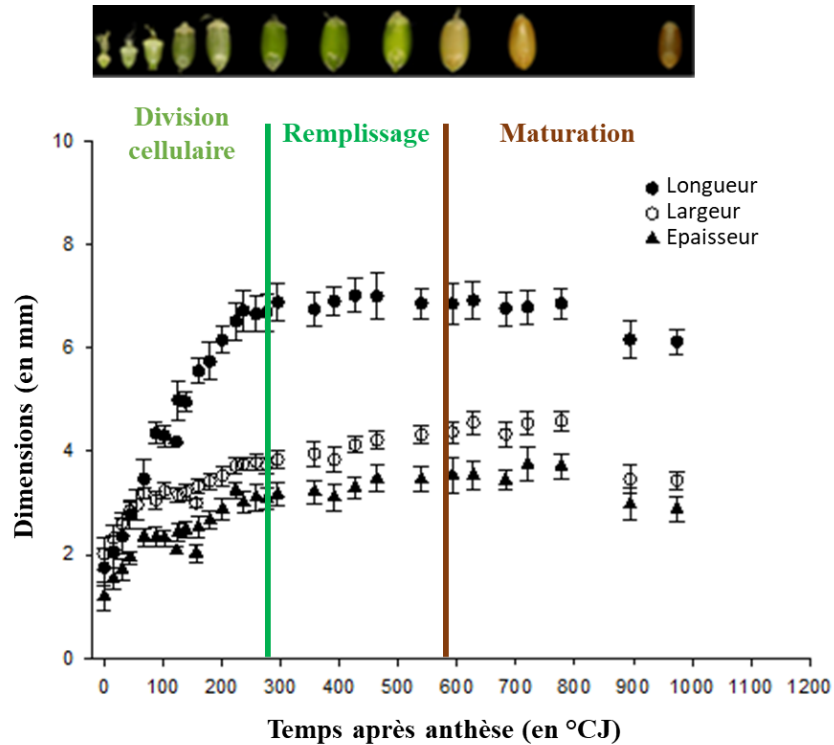 Division
cellulaire
Remplissage
Maturation
Longueur
Largeur
Epaisseur
Dimensions (en mm)
10
8
6
4
2
0
0 100 200 300 400 500 600 700 800 900 1000 1100 1200
Temps après anthèse (en °CJ)